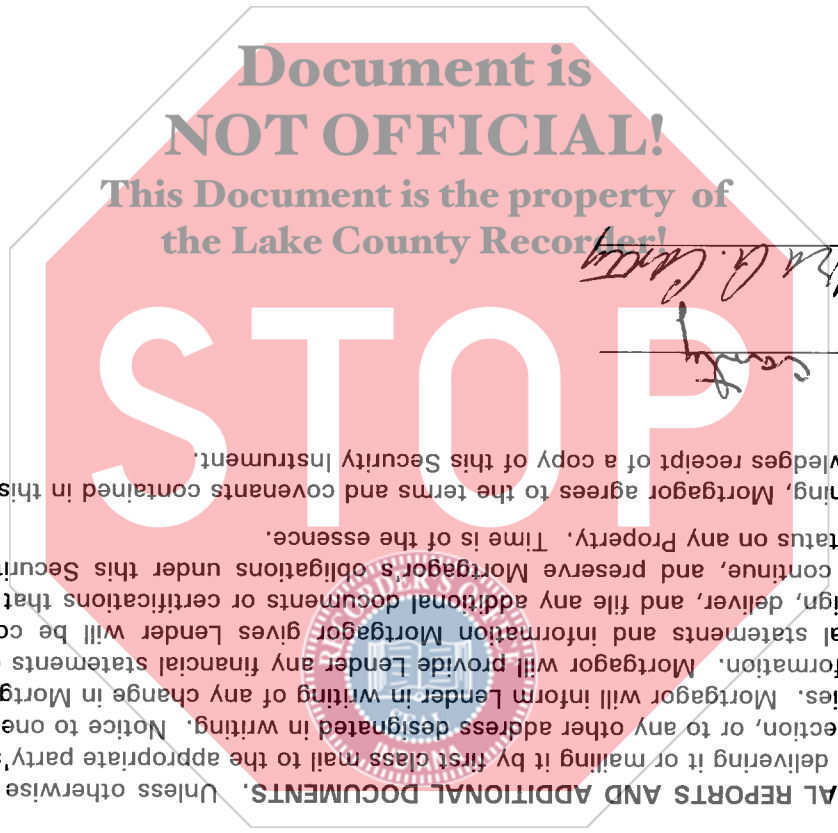 Document is
NOT OFFICIAL!
This Document is the property of
the Lake County Recorder!
STOP
RECORDER'S OFFICE
SEAL
INDIANA
AL REPORTS AND ADDITIONAL DOCUMENTS. Unless otherwise
delivering it or mailing it by first class mail to the appropriate party's
ection, or to any other address designated in writing. Notice to one
ies. Mortgagor will inform Lender in writing of any change in Mortg
formation. Mortgagor will provide Lender any financial statements
al statements and information Mortgagor gives Lender will be co
ign, deliver, and file any additional documents or certifications that
continue, and preserve Mortgagor's obligations under this Securi
tatus on any Property. Time is of the essence.
ning, Mortgagor agrees to the terms and covenants contained in this
wledges receipt of a copy of this Security Instrument.